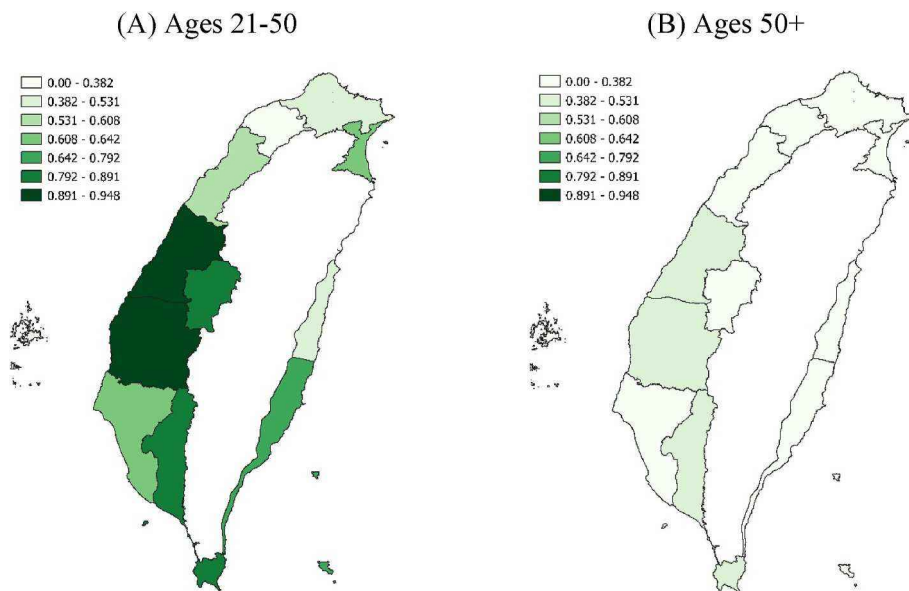 (A) Ages 21-50
0.00 - 0.382
0.382 - 0.531
0.531 - 0.608
0.608 - 0.642
0.642 - 0.792
0.792 - 0.891
0.891 - 0.948
(B) Ages 50+
0.00 - 0.382
0.382 - 0.531
0.531 - 0.608
0.608 - 0.642
0.642 - 0.792
0.792 - 0.891
0.891 - 0.948